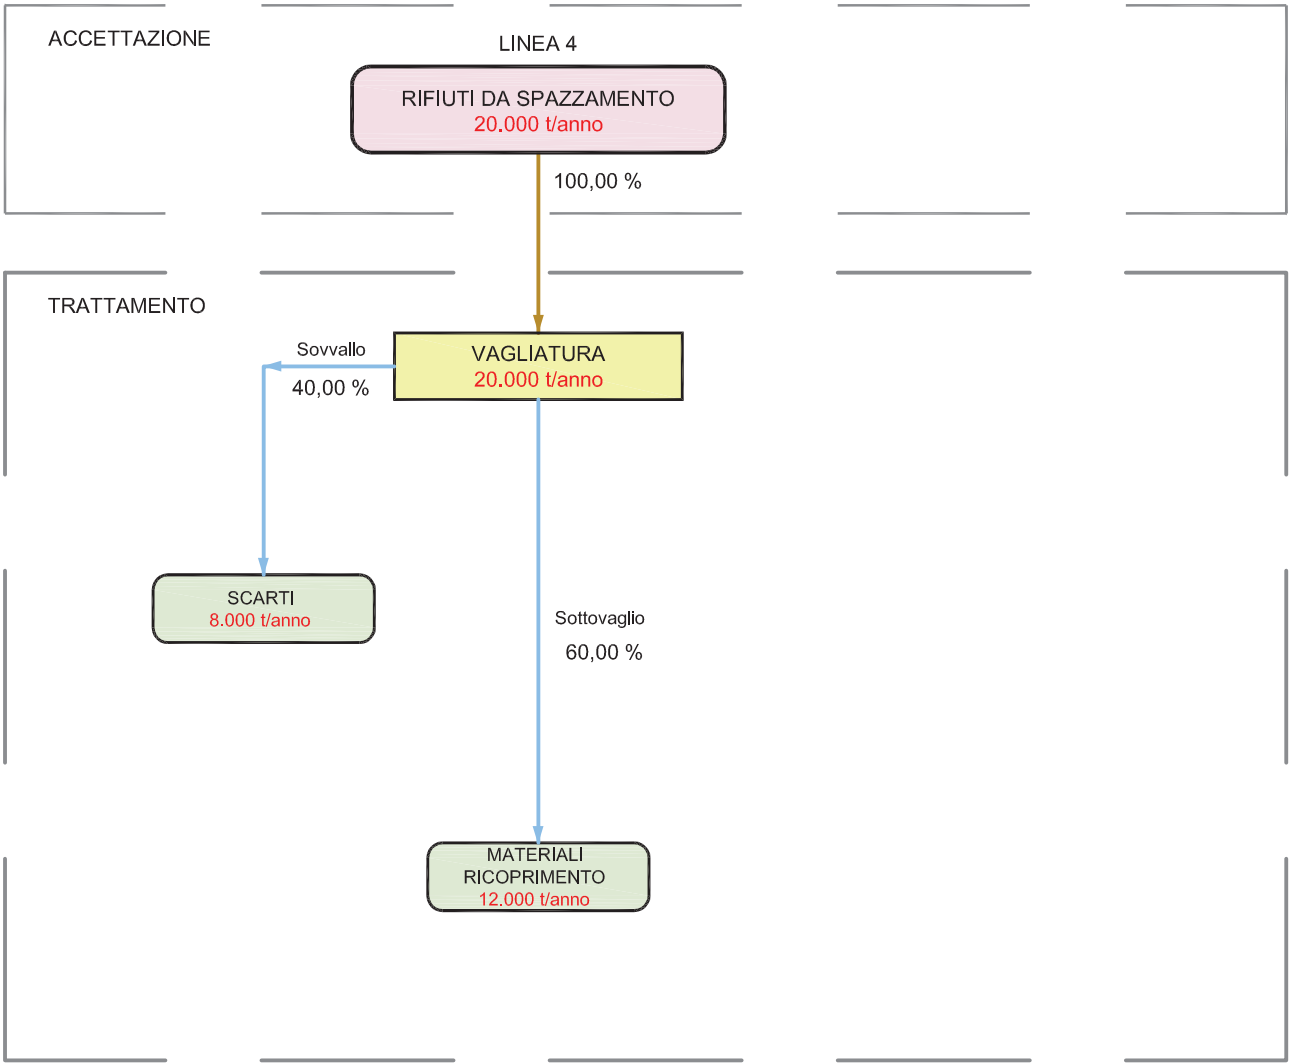 ACCETTAZIONE
LINEA 4
RIFIUTI DA SPAZZAMENTO
20.000 t/anno
100,00 %
TRATTAMENTO
Sovvallo
40,00 %
VAGLIATURA
20.000 t/anno
SCARTI
8.000 t/anno
Sottovaglio
60,00 %
MATERIALI
RICOPRIMENTO
12.000 t/anno